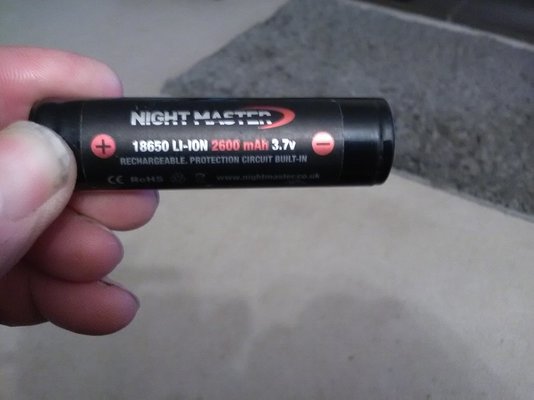 NIGHT MASTER
+ 18650 LI-ION 2600 mAh 3.7v −
RECHARGEABLE. PROTECTION CIRCUIT BUILT-IN
CE RoHS www.nightmaster.co.uk